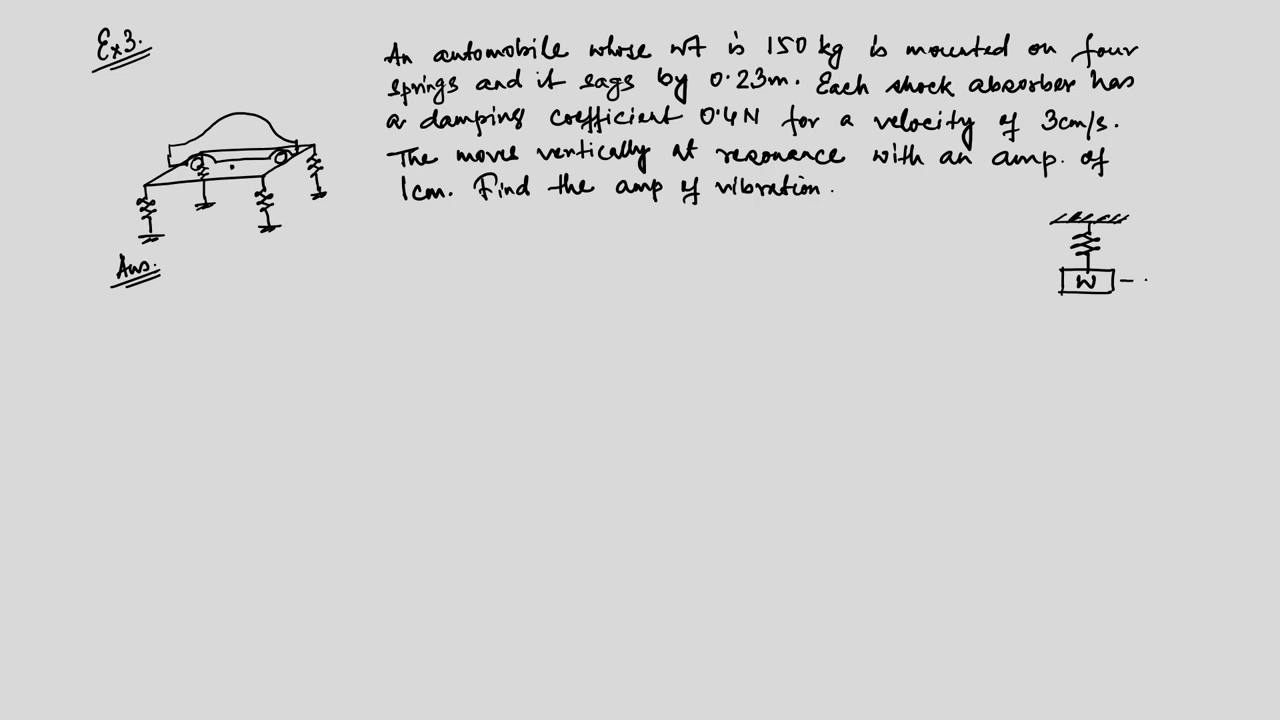 Ex3.
An automobile whose wt is 150 kg is mounted on four
springs and it sags by 0.23m. Each shock absorber has
a damping coefficient 0.4N for a velocity of 3cm/s.
The moves vertically at resonance with an amp. of
1cm. Find the amp of vibration.
W
Ans.